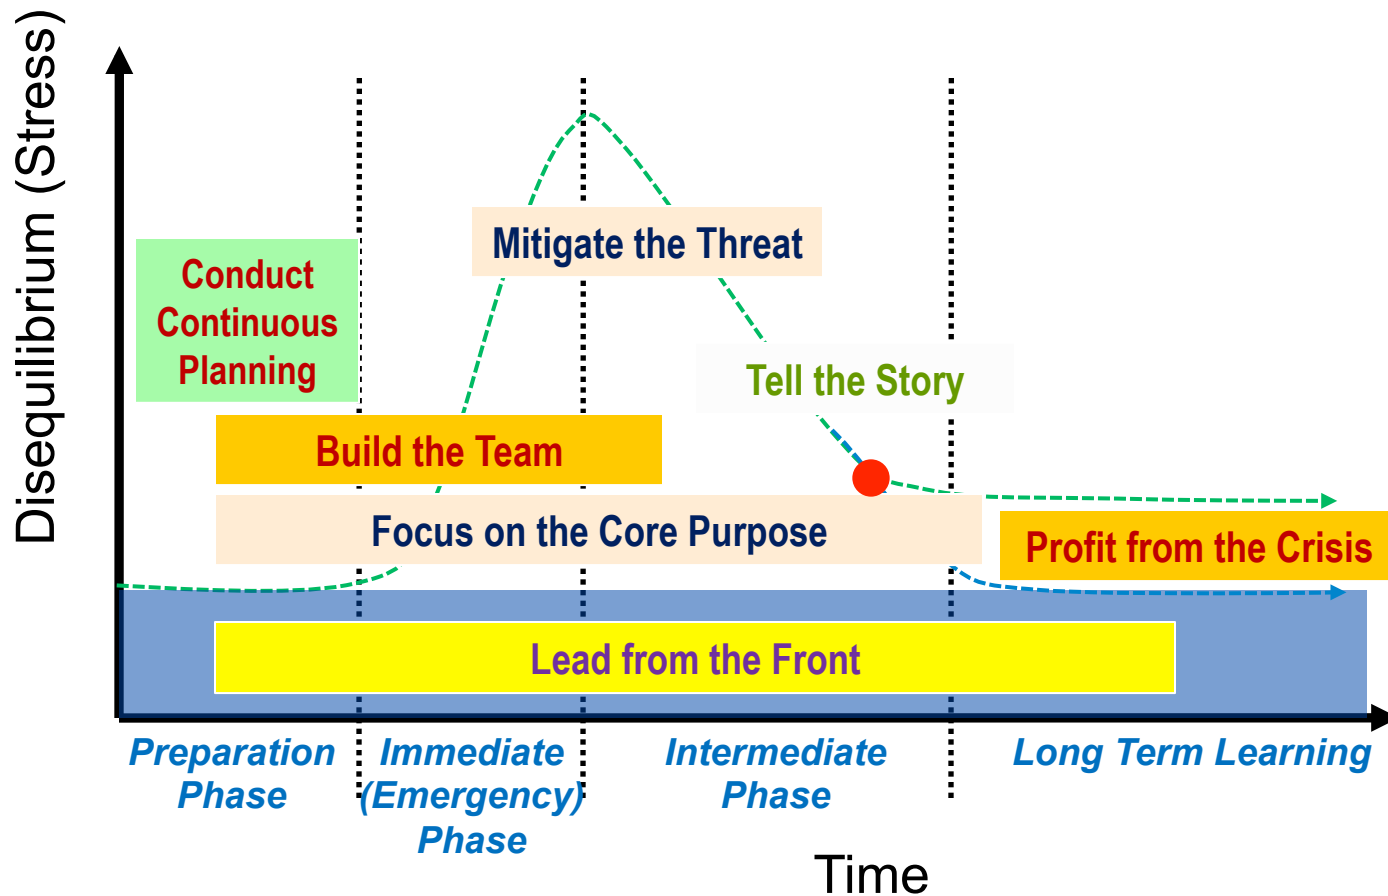 Disequilibrium (Stress)
Mitigate the Threat
Conduct
Continuous
Planning
Tell the Story
Build the Team
Focus on the Core Purpose
Profit from the Crisis
Lead from the Front
Preparation
Phase
Immediate
(Emergency)
Phase
Intermediate
Phase
Long Term Learning
Time